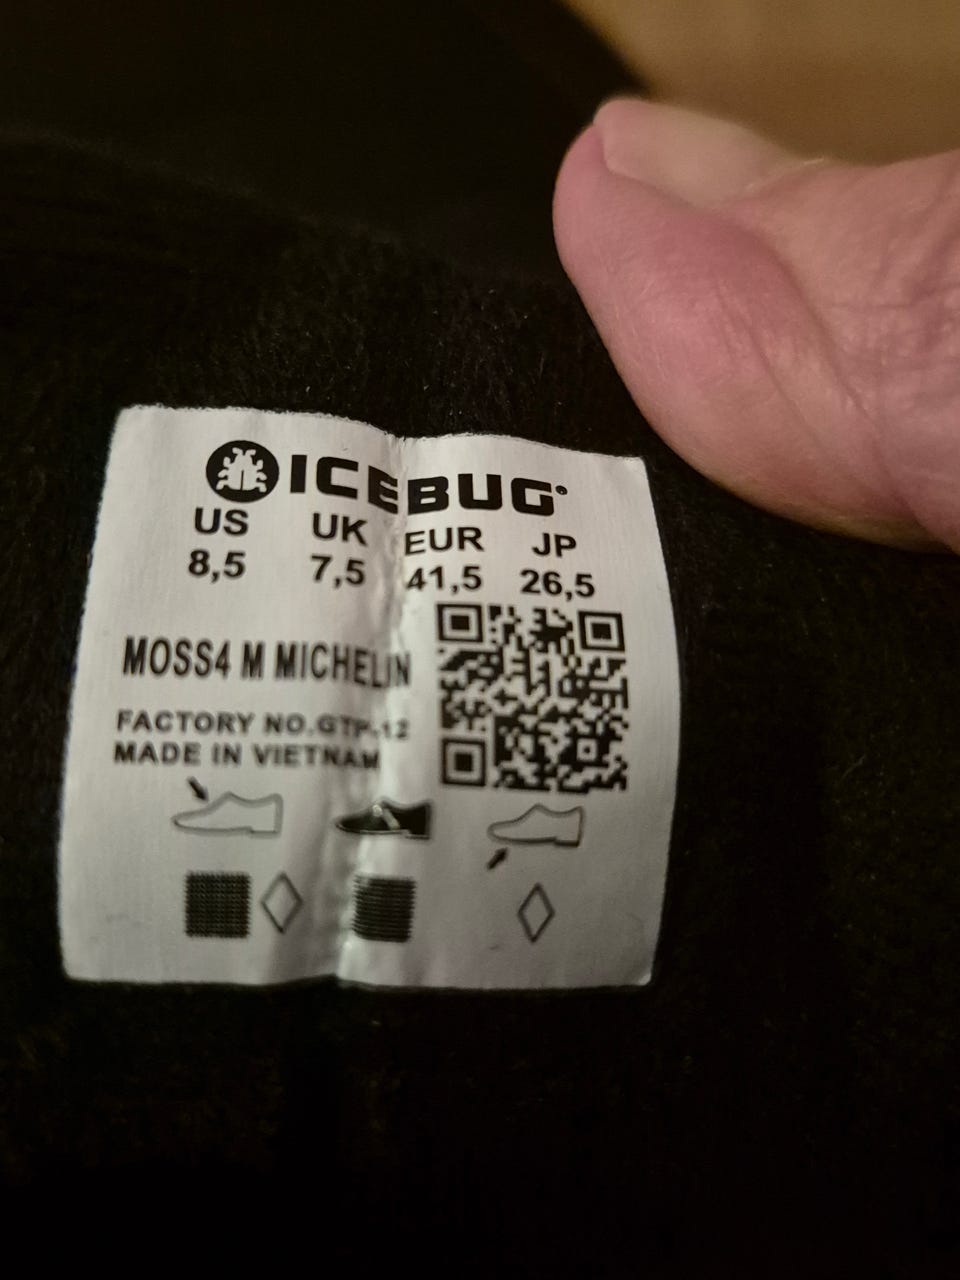 ICEBUG
US UK EUR JP
8,5 7,5 41,5 26,5
MOSS4 M MICHELIN
FACTORY NO.GTP-12
MADE IN VIETNAM